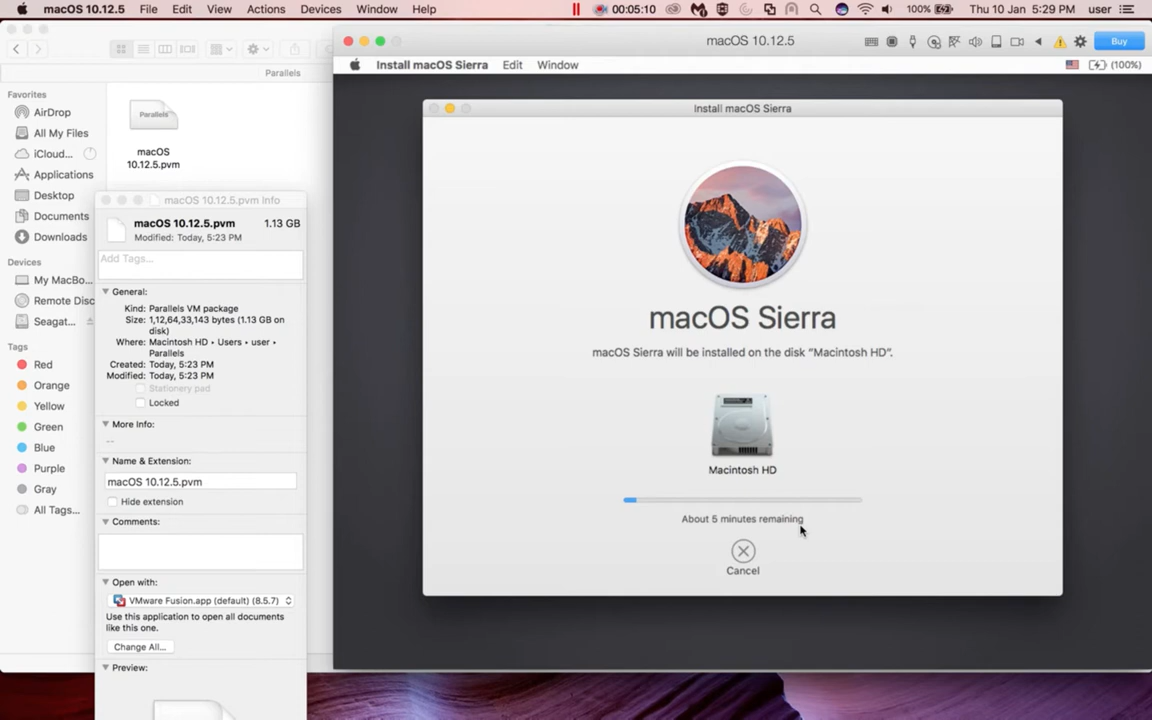 macOS 10.12.5 File Edit View Actions Devices Window Help 00:05:10 100% Thu 10 Jan 5:29 PM user
Parallels
Favorites
AirDrop
All My Files
iCloud...
Applications
Desktop
Documents
Downloads
Devices
My MacBo...
Remote Disc
Seagat...
Tags
Red
Orange
Yellow
Green
Blue
Purple
Gray
All Tags...
Parallels
macOS
10.12.5.pvm
macOS 10.12.5.pvm Info
macOS 10.12.5.pvm 1.13 GB
Modified: Today, 5:23 PM
Add Tags...
General:
Kind: Parallels VM package
Size: 1,12,64,33,143 bytes (1.13 GB on
disk)
Where: Macintosh HD ‣ Users ‣ user ‣
Parallels
Created: Today, 5:23 PM
Modified: Today, 5:23 PM
Stationery pad
Locked
More Info:
--
Name & Extension:
macOS 10.12.5.pvm
Hide extension
Comments:
Open with:
VMware Fusion.app (default) (8.5.7)
Use this application to open all documents
like this one.
Change All...
Preview:
macOS 10.12.5
Buy
Install macOS Sierra Edit Window (100%)
Install macOS Sierra
macOS Sierra
macOS Sierra will be installed on the disk “Macintosh HD”.
Macintosh HD
About 5 minutes remaining
Cancel